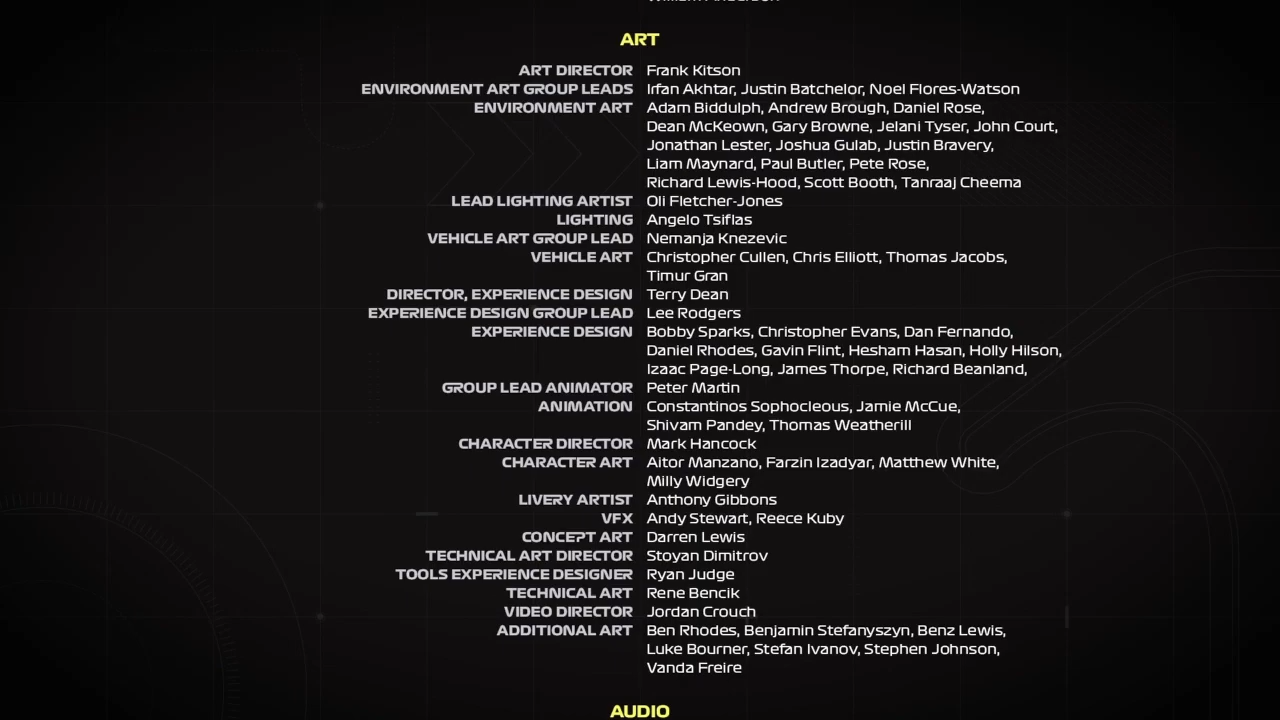 ART
ART DIRECTOR Frank Kitson
ENVIRONMENT ART GROUP LEADS Irfan Akhtar, Justin Batchelor, Noel Flores-Watson
ENVIRONMENT ART Adam Biddulph, Andrew Brough, Daniel Rose,
Dean McKeown, Gary Browne, Jelani Tyser, John Court,
Jonathan Lester, Joshua Gulab, Justin Bravery,
Liam Maynard, Paul Butler, Pete Rose,
Richard Lewis-Hood, Scott Booth, Tanraaj Cheema
LEAD LIGHTING ARTIST Oli Fletcher-Jones
LIGHTING Angelo Tsiflas
VEHICLE ART GROUP LEAD Nemanja Knezevic
VEHICLE ART Christopher Cullen, Chris Elliott, Thomas Jacobs,
Timur Gran
DIRECTOR, EXPERIENCE DESIGN Terry Dean
EXPERIENCE DESIGN GROUP LEAD Lee Rodgers
EXPERIENCE DESIGN Bobby Sparks, Christopher Evans, Dan Fernando,
Daniel Rhodes, Gavin Flint, Hesham Hasan, Holly Hilson,
Izaac Page-Long, James Thorpe, Richard Beanland,
GROUP LEAD ANIMATOR Peter Martin
ANIMATION Constantinos Sophocleous, Jamie McCue,
Shivam Pandey, Thomas Weatherill
CHARACTER DIRECTOR Mark Hancock
CHARACTER ART Aitor Manzano, Farzin Izadyar, Matthew White,
Milly Widgery
LIVERY ARTIST Anthony Gibbons
VFX Andy Stewart, Reece Kuby
CONCEPT ART Darren Lewis
TECHNICAL ART DIRECTOR Stoyan Dimitrov
TOOLS EXPERIENCE DESIGNER Ryan Judge
TECHNICAL ART Rene Bencik
VIDEO DIRECTOR Jordan Crouch
ADDITIONAL ART Ben Rhodes, Benjamin Stefanyszyn, Benz Lewis,
Luke Bourner, Stefan Ivanov, Stephen Johnson,
Vanda Freire
AUDIO